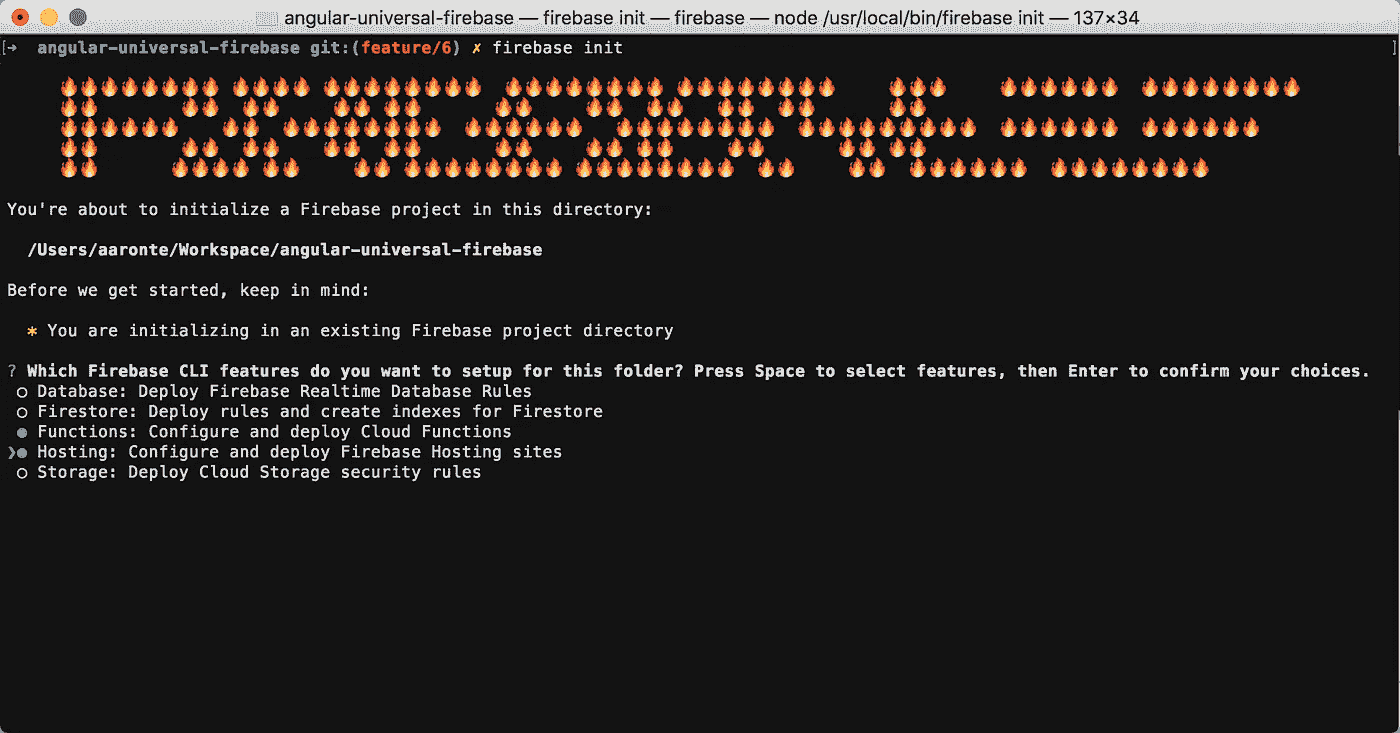 angular-universal-firebase — firebase init — firebase — node /usr/local/bin/firebase init — 137×34
[➜  angular-universal-firebase git:(feature/6) ✗ firebase init ]
You're about to initialize a Firebase project in this directory:
/Users/aaronte/Workspace/angular-universal-firebase
Before we get started, keep in mind:
* You are initializing in an existing Firebase project directory
? Which Firebase CLI features do you want to setup for this folder? Press Space to select features, then Enter to confirm your choices.
◯ Database: Deploy Firebase Realtime Database Rules
◯ Firestore: Deploy rules and create indexes for Firestore
◉ Functions: Configure and deploy Cloud Functions
❯◉ Hosting: Configure and deploy Firebase Hosting sites
◯ Storage: Deploy Cloud Storage security rules